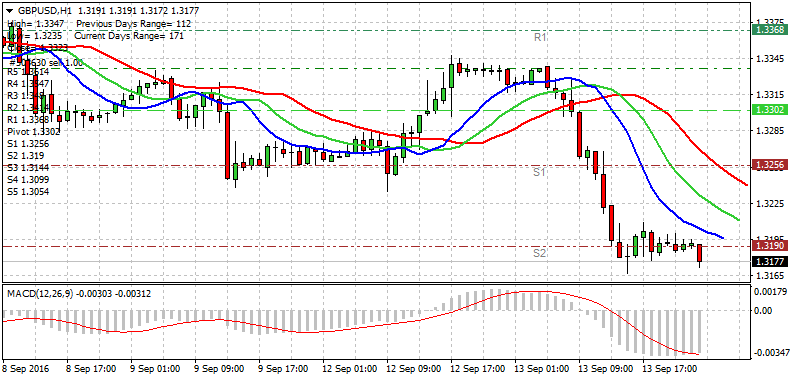 GBPUSD,H1 1.3191 1.3191 1.3172 1.3177
High= 1.3347 Previous Days Range= 112
Low= 1.3235 Current Days Range= 171
Close= 1.3323
#504630 sell 1.00
R5
R4
R3
R2
R1 1.3368
Pivot 1.3302
S1 1.3256
S2 1.319
S3 1.3144
S4 1.3099
S5 1.3054
R1
S1
S2
1.3375
1.3368
1.3345
1.3315
1.3302
1.3285
1.3256
1.3225
1.3195
1.3190
1.3177
1.3165
MACD(12,26,9) -0.00303 -0.00312
0.00179
0.00
-0.00347
8 Sep 2016 8 Sep 17:00 9 Sep 01:00 9 Sep 09:00 9 Sep 17:00 12 Sep 01:00 12 Sep 09:00 12 Sep 17:00 13 Sep 01:00 13 Sep 09:00 13 Sep 17:00